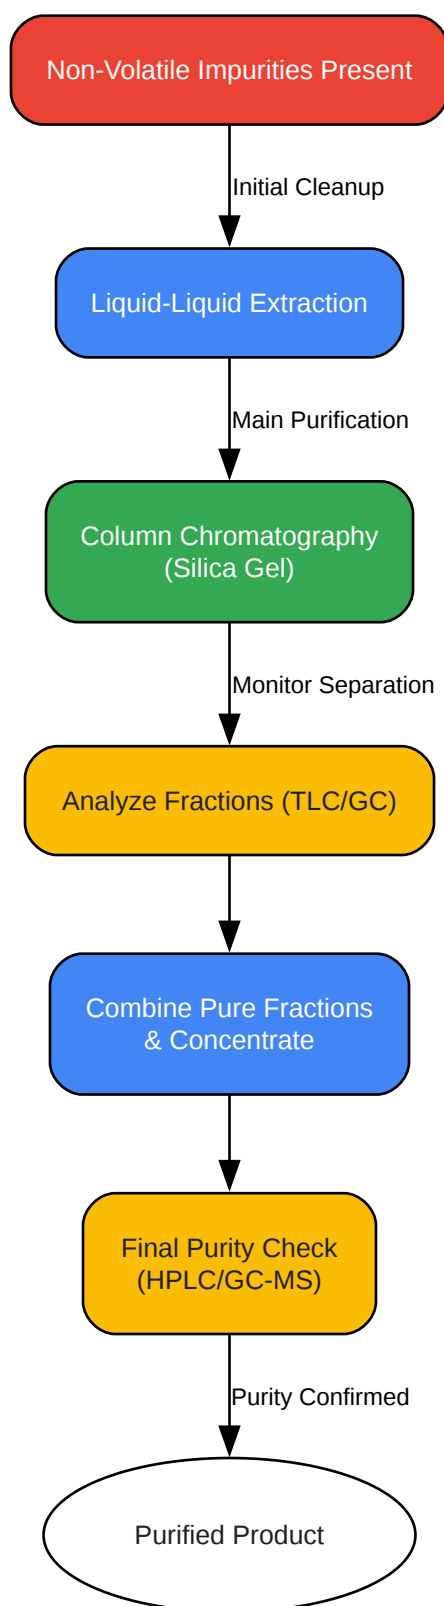 Non-Volatile Impurities Present
Initial Cleanup
Liquid-Liquid Extraction
Main Purification
Column Chromatography
(Silica Gel)
Monitor Separation
Analyze Fractions (TLC/GC)
Combine Pure Fractions
& Concentrate
Final Purity Check
(HPLC/GC-MS)
Purity Confirmed
Purified Product